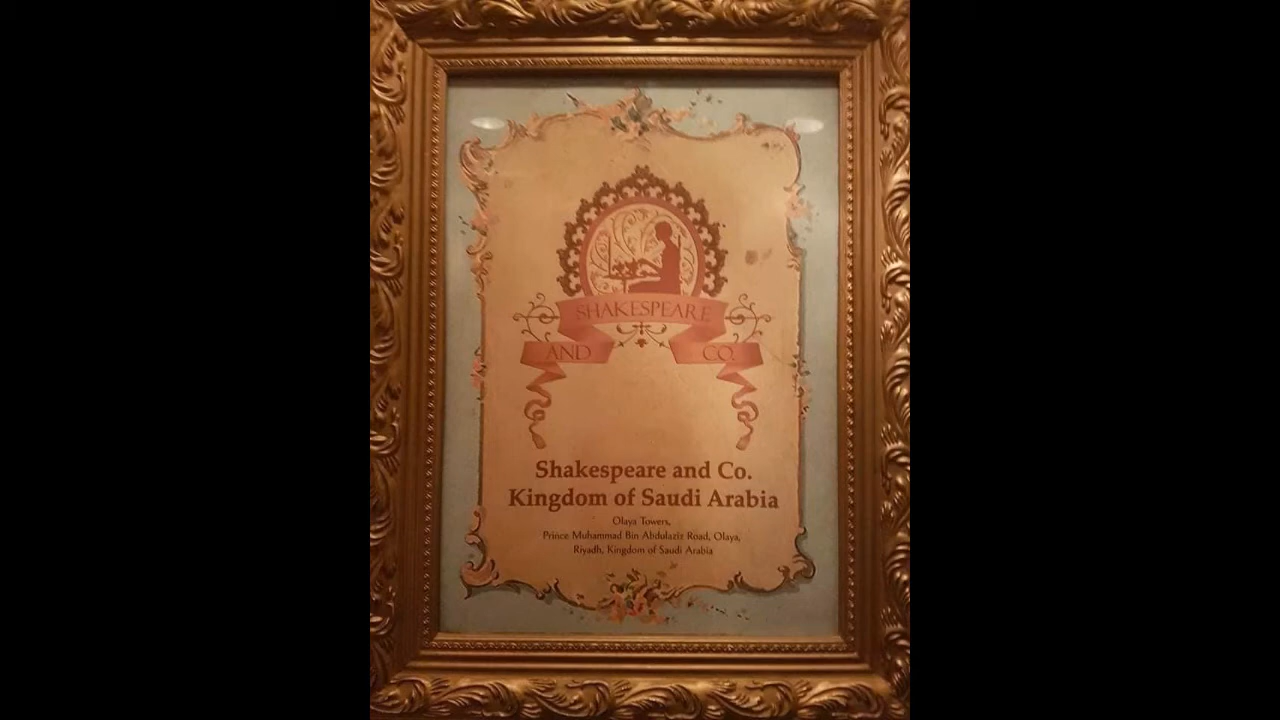 SHAKESPEARE
AND CO.
Shakespeare and Co.
Kingdom of Saudi Arabia
Olaya Towers,
Prince Muhammad Bin Abdulaziz Road, Olaya,
Riyadh, Kingdom of Saudi Arabia